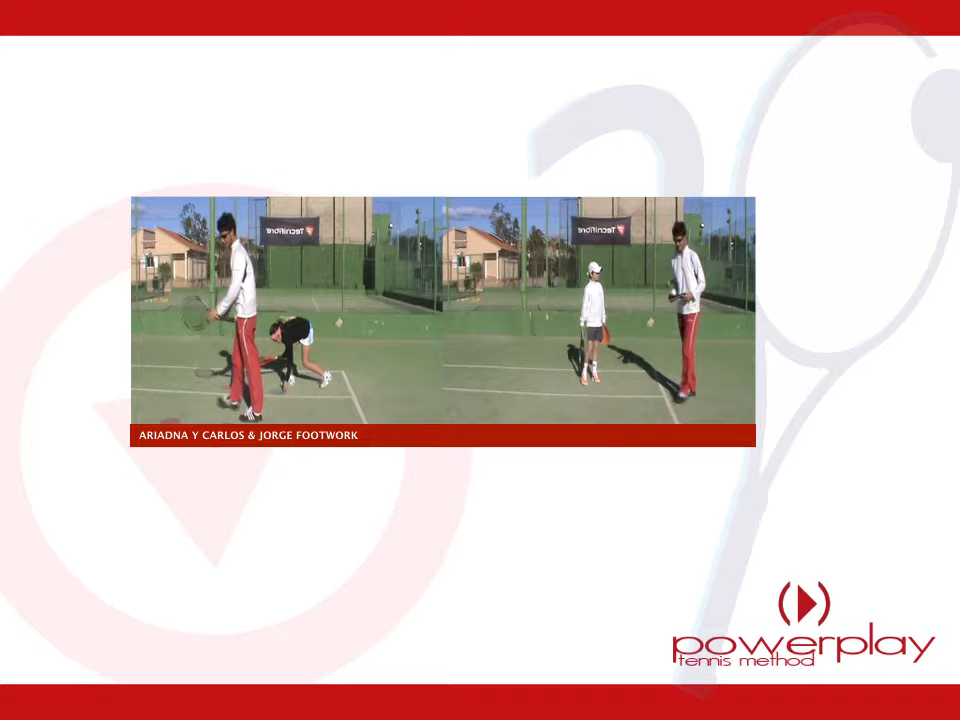 Tecnifibre
Tecnifibre
ARIADNA Y CARLOS & JORGE FOOTWORK
powerplay
tennis method